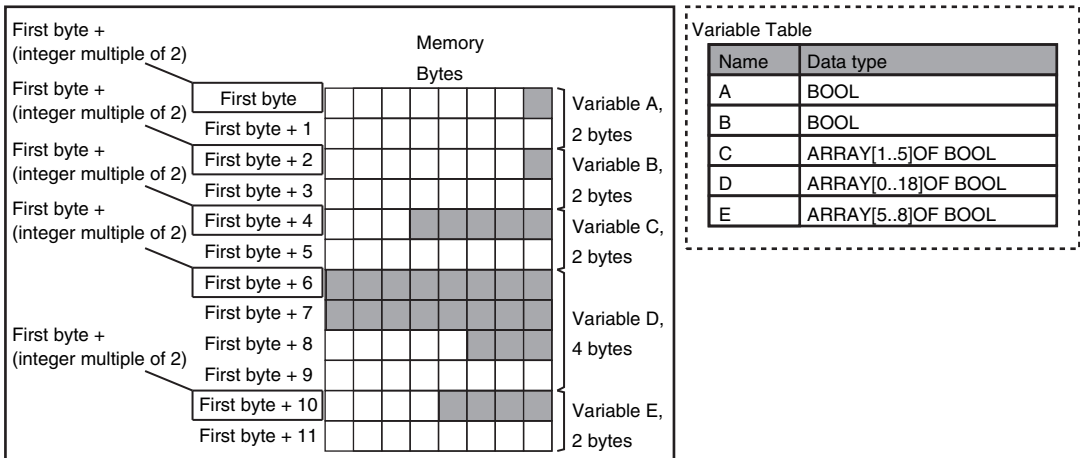 First byte +
(integer multiple of 2)
Memory
Bytes
First byte +
(integer multiple of 2)
First byte
Variable A,
2 bytes
First byte + 1
First byte +
(integer multiple of 2)
First byte + 2
Variable B,
2 bytes
First byte + 3
First byte +
(integer multiple of 2)
First byte + 4
Variable C,
2 bytes
First byte + 5
First byte + 6
Variable D,
4 bytes
First byte + 7
First byte + 8
First byte + 9
First byte +
(integer multiple of 2)
First byte + 10
Variable E,
2 bytes
First byte + 11
Variable Table
Name Data type
A BOOL
B BOOL
C ARRAY[1..5]OF BOOL
D ARRAY[0..18]OF BOOL
E ARRAY[5..8]OF BOOL